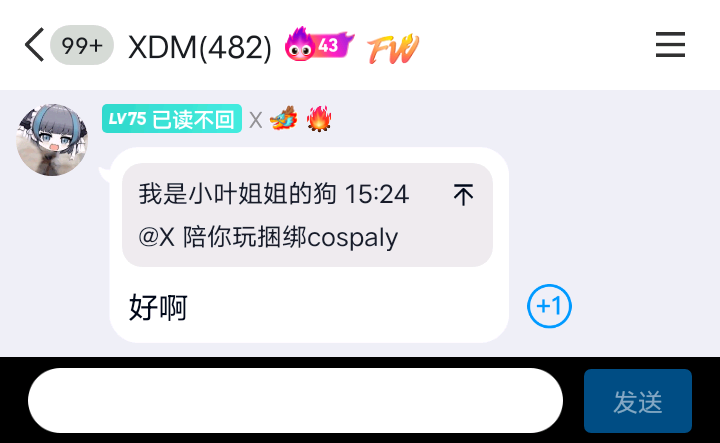 99+ XDM(482) 43 FW
LV75 已读不回 X
我是小叶姐姐的狗 15:24
@X 陪你玩捆绑cospaly
好啊
+1
发送